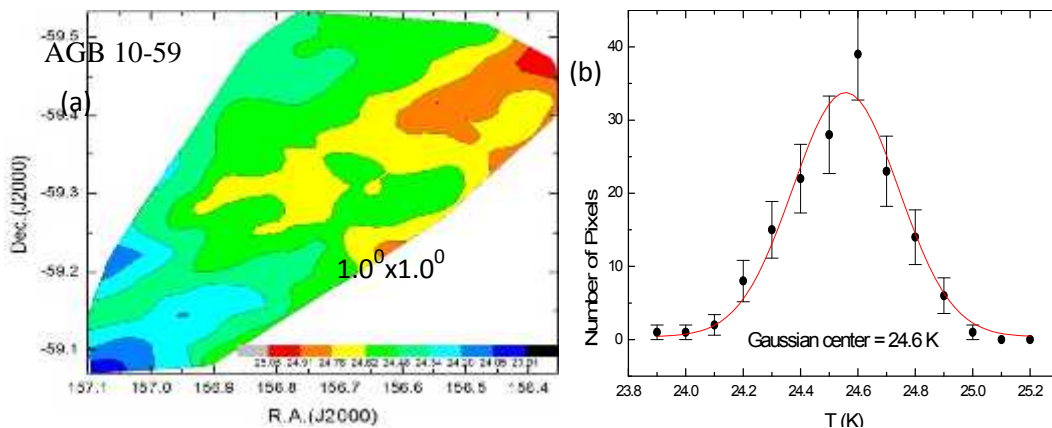 AGB 10-59
(a)
-59.5
-59.4
-59.3
-59.2
-59.1
Dec.(J2000)
1.0⁰x1.0⁰
157.1 157.0 156.9 156.8 156.7 156.6 156.5 156.4
R.A.(J2000)
(b)
40
30
20
10
0
Number of Pixels
Gaussian center = 24.6 K
23.8 24.0 24.2 24.4 24.6 24.8 25.0 25.2
T (K)